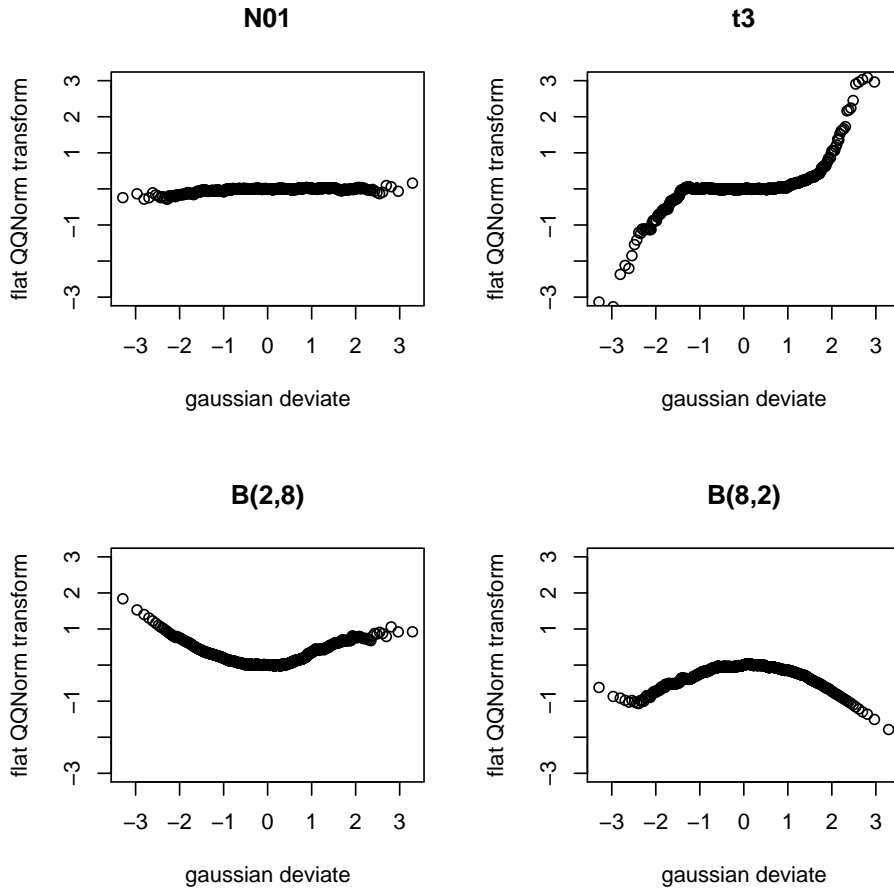 N01
flat QQNorm transform
3
2
1
−1
−3
−3 −2 −1 0 1 2 3
gaussian deviate
t3
flat QQNorm transform
3
2
1
−1
−3
−3 −2 −1 0 1 2 3
gaussian deviate
B(2,8)
flat QQNorm transform
3
2
1
−1
−3
−3 −2 −1 0 1 2 3
gaussian deviate
B(8,2)
flat QQNorm transform
3
2
1
−1
−3
−3 −2 −1 0 1 2 3
gaussian deviate